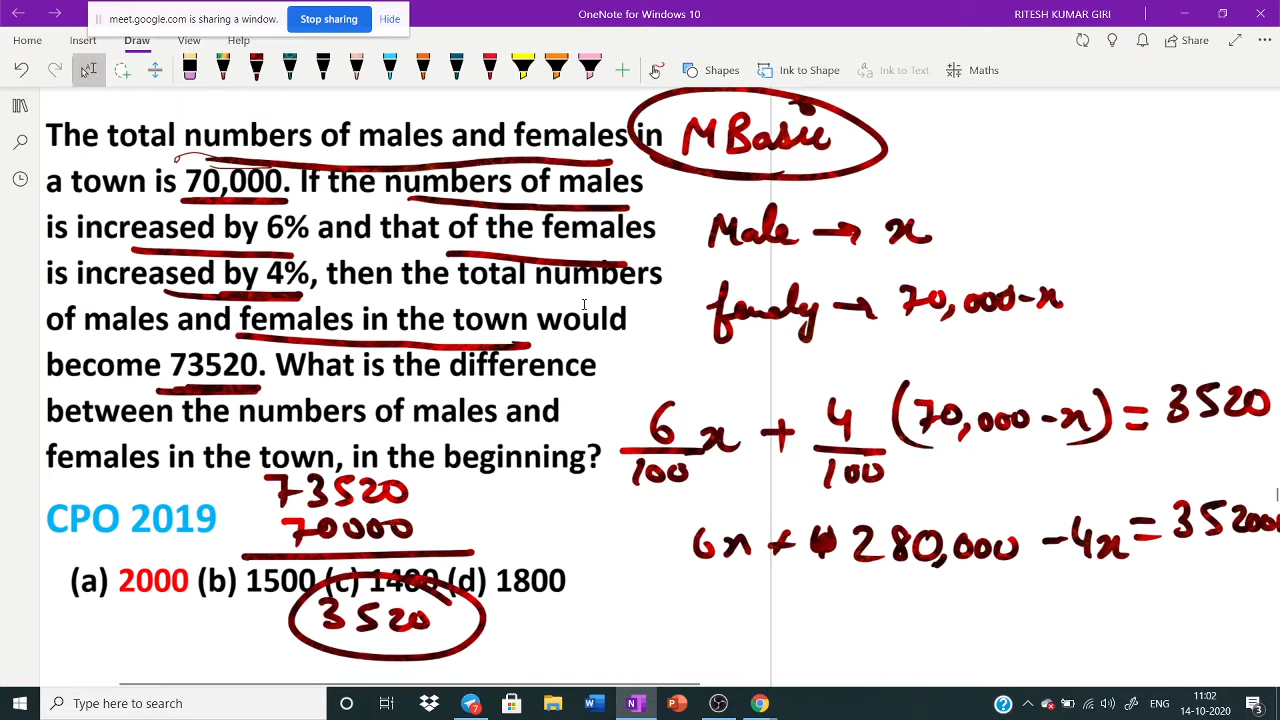 meet.google.com is sharing a window.
Stop sharing
Hide
OneNote for Windows 10
RITESH KUMAR GIRI
Home Insert Draw View Help
Share
Shapes
Ink to Shape
Ink to Text
Maths
The total numbers of males and females in
a town is 70,000. If the numbers of males
is increased by 6% and that of the females
is increased by 4%, then the total numbers
of males and females in the town would
become 73520. What is the difference
between the numbers of males and
females in the town, in the beginning?
CPO 2019
(a) 2000 (b) 1500 (c) 1400 (d) 1800
73520
70000
3520
M Basic
Male → x
→ 70,000-x
6/100 x + 4/100 (70,000-x) = 3520
6x + 280,000 - 4x = 352000
Type here to search
7
ENG
11:02
14-10-2020
3